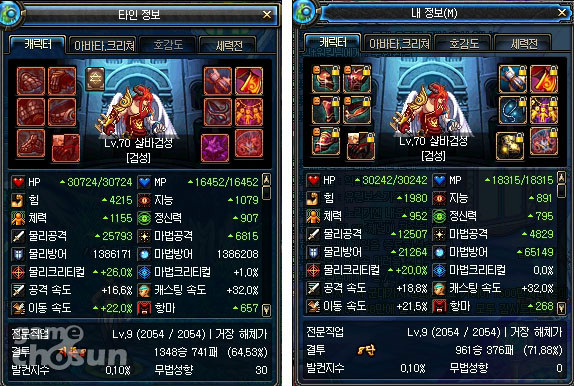 타인 정보
캐릭터 아바타,크리쳐 호감도 세력전
Lv.70 살바검성
[검성]
HP 30724/30724 MP 16452/16452
힘 4215 지능 1079
체력 1155 정신력 907
물리공격 25793 마법공격 6815
물리방어 1386171 마법방어 1386208
물리크리티컬 +26.0% 마법크리티컬 +1.0%
공격 속도 +16.6% 캐스팅 속도 +32.0%
이동 속도 +22.0% 항마 657
전문직업 Lv.9 (2054 / 2054) | 거장 해체가
결투 1348승 741패 (64.53%)
발컨지수 0.10% 무법성향 30
game chosun
내 정보(M)
캐릭터 아바타,크리쳐 호감도 세력전
Lv.70 살바검성
[검성]
HP 30242/30242 MP 18315/18315
힘 1980 지능 891
체력 952 정신력 795
물리공격 12507 마법공격 4829
물리방어 21264 마법방어 65149
물리크리티컬 +20.0% 마법크리티컬 0.0%
공격 속도 +18.8% 캐스팅 속도 +32.0%
이동 속도 +21.5% 항마 268
전문직업 Lv.9 (2054 / 2054) | 거장 해체가
결투 961승 376패 (71.88%)
발컨지수 0.10% 무법성향 0